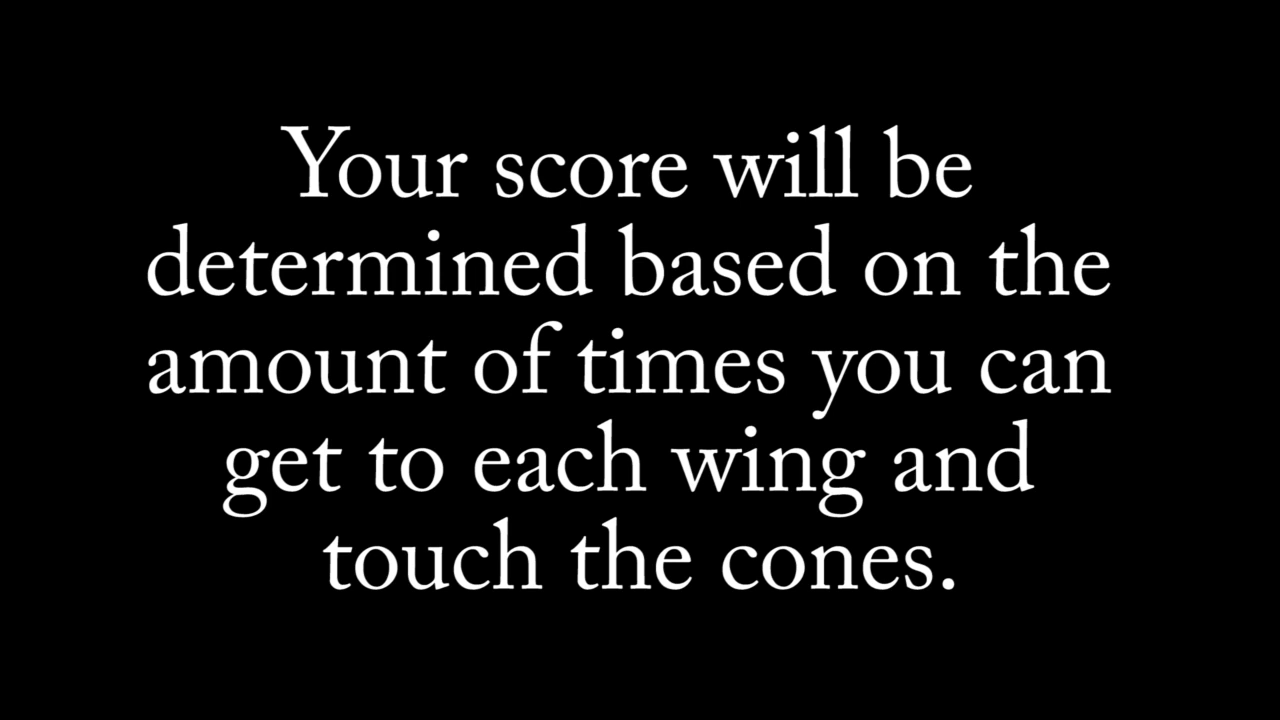 Your score will be
determined based on the
amount of times you can
get to each wing and
touch the cones.